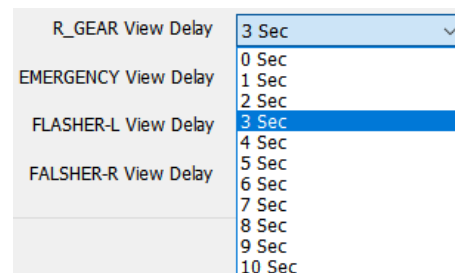 R_GEAR View Delay 3 Sec
0 Sec
EMERGENCY View Delay 1 Sec
2 Sec
FLASHER-L View Delay 3 Sec
4 Sec
5 Sec
FALSHER-R View Delay 6 Sec
7 Sec
8 Sec
9 Sec
10 Sec